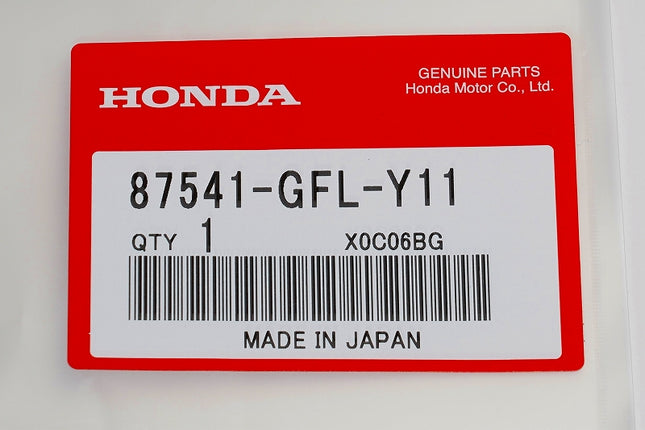 HONDA
GENUINE PARTS
Honda Motor Co., Ltd.
87541-GFL-Y11
QTY 1 X0C06BG
MADE IN JAPAN